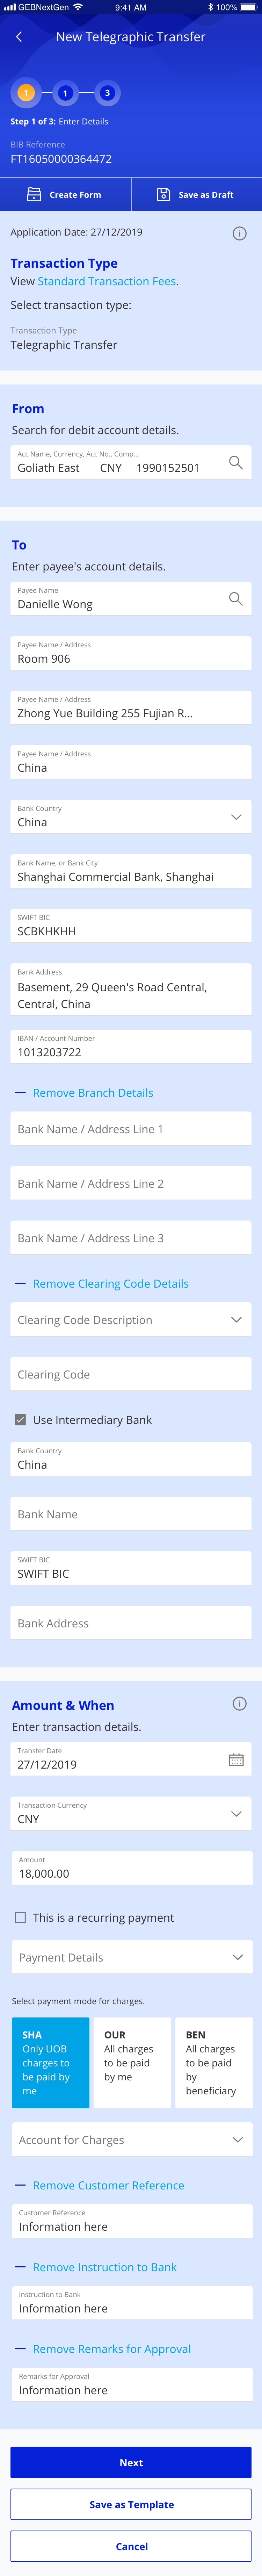 GEBNextGen 9:41 AM 100%
New Telegraphic Transfer
1 1 3
Step 1 of 3: Enter Details
BIB Reference
FT16050000364472
Create Form Save as Draft
Application Date: 27/12/2019
Transaction Type
View Standard Transaction Fees.
Select transaction type:
Transaction Type
Telegraphic Transfer
From
Search for debit account details.
Acc Name, Currency, Acc No., Comp...
Goliath East CNY 1990152501
To
Enter payee's account details.
Payee Name
Danielle Wong
Payee Name / Address
Room 906
Payee Name / Address
Zhong Yue Building 255 Fujian R...
Payee Name / Address
China
Bank Country
China
Bank Name, or Bank City
Shanghai Commercial Bank, Shanghai
SWIFT BIC
SCBKHKHH
Bank Address
Basement, 29 Queen's Road Central,
Central, China
IBAN / Account Number
1013203722
Remove Branch Details
Bank Name / Address Line 1
Bank Name / Address Line 2
Bank Name / Address Line 3
Remove Clearing Code Details
Clearing Code Description
Clearing Code
Use Intermediary Bank
Bank Country
China
Bank Name
SWIFT BIC
SWIFT BIC
Bank Address
Amount & When
Enter transaction details.
Transfer Date
27/12/2019
Transaction Currency
CNY
Amount
18,000.00
This is a recurring payment
Payment Details
Select payment mode for charges.
SHA
Only UOB
charges to
be paid by
me
OUR
All charges
to be paid
by me
BEN
All charges
to be paid
by
beneficiary
Account for Charges
Remove Customer Reference
Customer Reference
Information here
Remove Instruction to Bank
Instruction to Bank
Information here
Remove Remarks for Approval
Remarks for Approval
Information here
Next
Save as Template
Cancel